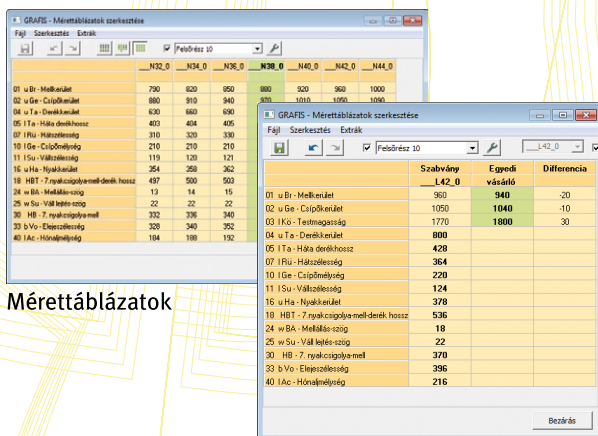 GRAFIS - Mérettáblázatok szerkesztése
Fájl Szerkesztés Extrák
Felsőrész 10
__N32_0 __N34_0 __N36_0 __N38_0 __N40_0 __N42_0 __N44_0
01 u Br - Mellkerület 790 820 850 880 920 960 1000
02 u Ge - Csípőkerület 880 910 940 970 1010 1050 1090
04 u Ta - Derékkerület 630 660 690
05 l Ta - Háta derékhossz 403 404 405
07 l Rü - Hátszélesség 310 320 330
10 l Ge - Csípőmélység 210 210 210
11 l Su - Vállszélesség 119 120 121
16 u Ha - Nyakkerület 354 358 362
18 HBT - 7.nyakcsigolya-mell-derék hossz 497 500 503
24 w BA - Mellállás-szög 13 14 15
25 w Su - Váll lejtés-szög 22 22 22
30 HB - 7. nyakcsigolya-mell 332 336 340
33 b Vo - Elejeszélesség 328 340 352
40 l Ac - Hónaljmélység 184 188 192
Mérettáblázatok
GRAFIS - Mérettáblázatok szerkesztése
Fájl Szerkesztés Extrák
Felsőrész 10 __L42_0
Szabvány Egyedi Differencia
__L42_0 vásárló
01 u Br - Mellkerület 960 940 -20
02 u Ge - Csípőkerület 1050 1040 -10
03 l Kö - Testmagasság 1770 1800 30
04 u Ta - Derékkerület 800
05 l Ta - Háta derékhossz 428
07 l Rü - Hátszélesség 364
10 l Ge - Csípőmélység 220
11 l Su - Vállszélesség 124
16 u Ha - Nyakkerület 378
18 HBT - 7.nyakcsigolya-mell-derék hossz 536
24 w BA - Mellállás-szög 18
25 w Su - Váll lejtés-szög 22
30 HB - 7. nyakcsigolya-mell 370
33 b Vo - Elejeszélesség 396
40 l Ac - Hónaljmélység 216
Bezárás